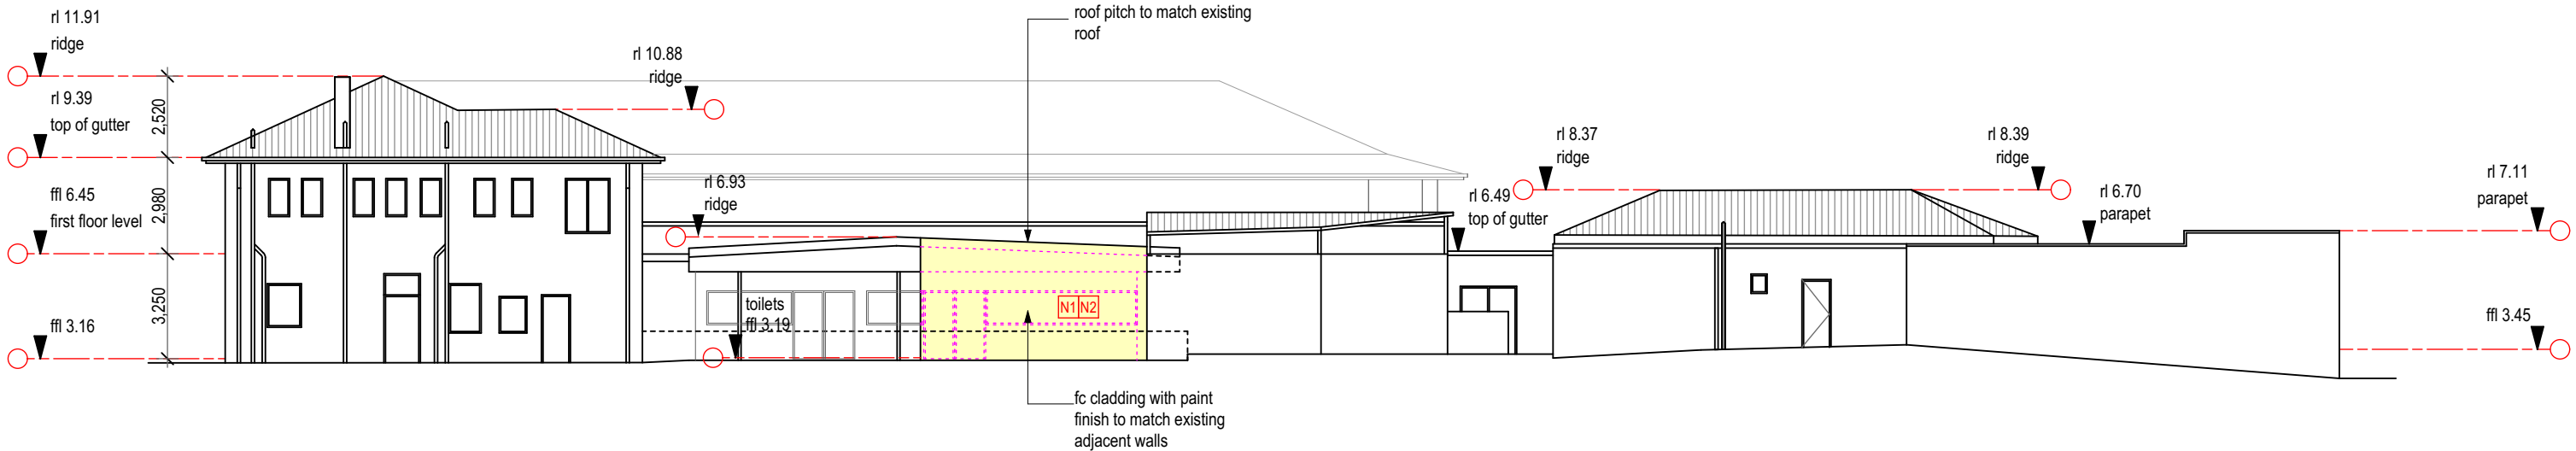 rl 11.91
ridge
rl 9.39
top of gutter
ffl 6.45
first floor level
ffl 3.16
2,520
2,980
3,250
rl 10.88
ridge
roof pitch to match existing
roof
rl 6.93
ridge
toilets
ffl 3.19
N1 N2
fc cladding with paint
finish to match existing
adjacent walls
rl 6.49
top of gutter
rl 8.37
ridge
rl 8.39
ridge
rl 6.70
parapet
rl 7.11
parapet
ffl 3.45